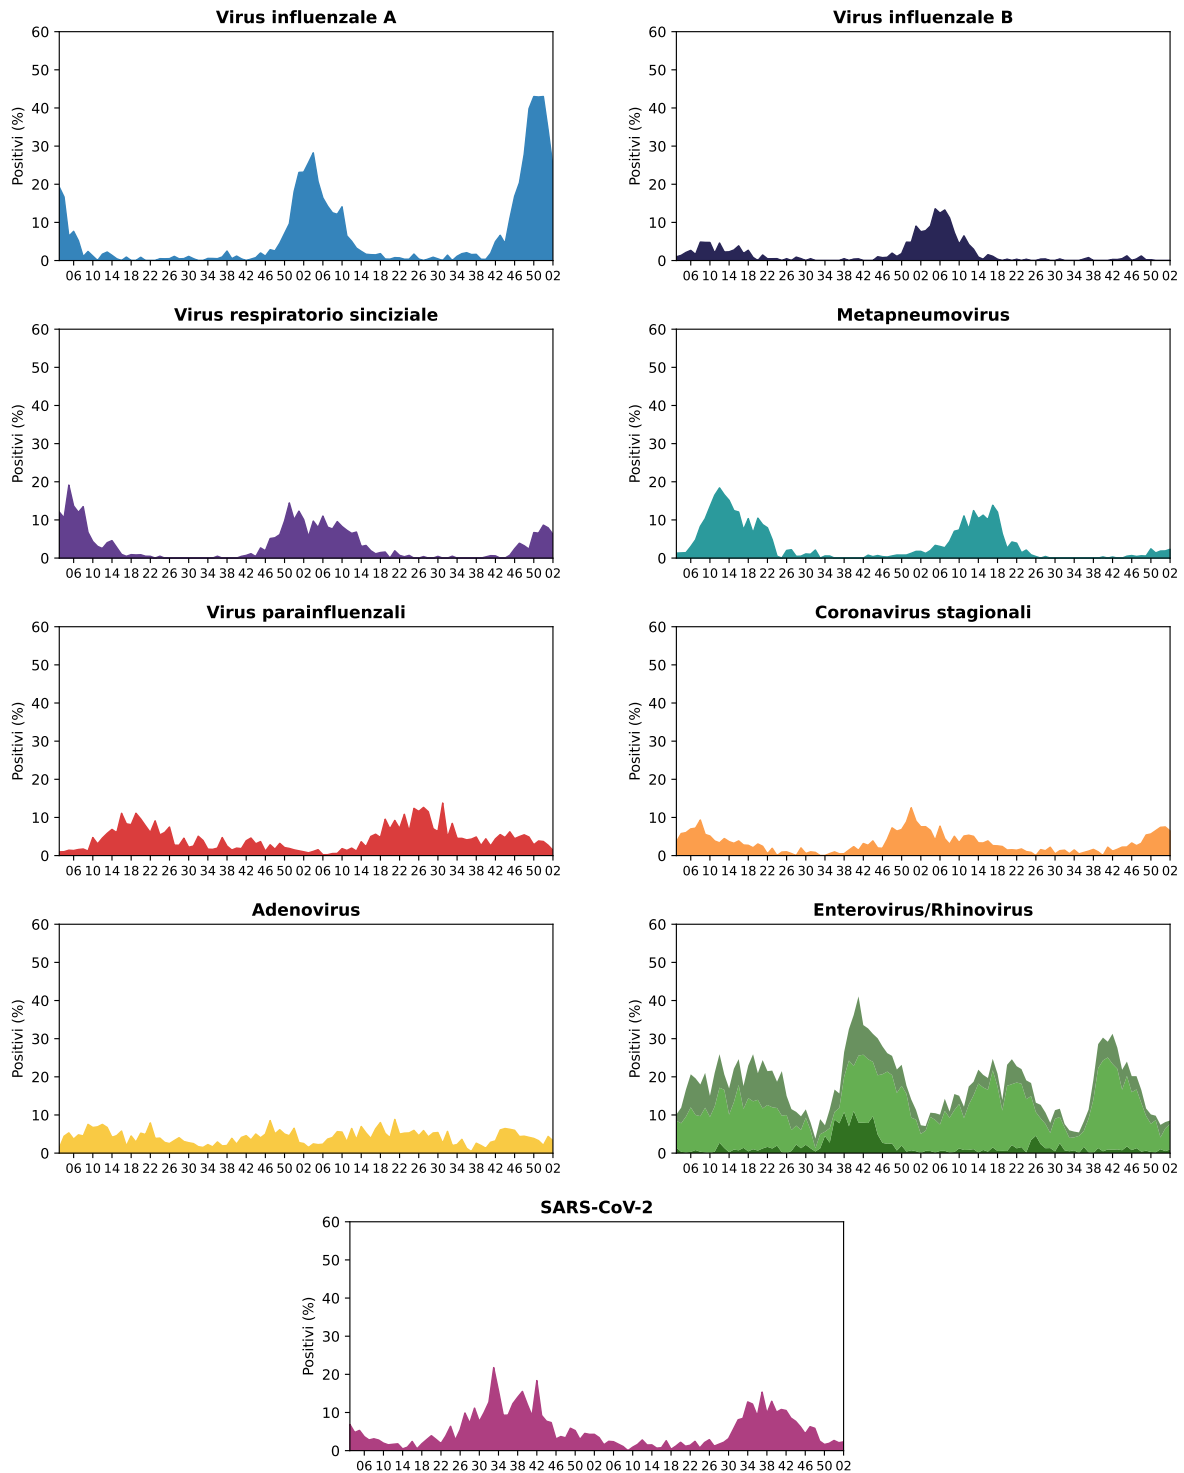 Virus influenzale A
60
50
40
30
20
10
0
Positivi (%)
06 10 14 18 22 26 30 34 38 42 46 50 02 06 10 14 18 22 26 30 34 38 42 46 50 02
Virus influenzale B
60
50
40
30
20
10
0
Positivi (%)
06 10 14 18 22 26 30 34 38 42 46 50 02 06 10 14 18 22 26 30 34 38 42 46 50 02
Virus respiratorio sinciziale
60
50
40
30
20
10
0
Positivi (%)
06 10 14 18 22 26 30 34 38 42 46 50 02 06 10 14 18 22 26 30 34 38 42 46 50 02
Metapneumovirus
60
50
40
30
20
10
0
Positivi (%)
06 10 14 18 22 26 30 34 38 42 46 50 02 06 10 14 18 22 26 30 34 38 42 46 50 02
Virus parainfluenzali
60
50
40
30
20
10
0
Positivi (%)
06 10 14 18 22 26 30 34 38 42 46 50 02 06 10 14 18 22 26 30 34 38 42 46 50 02
Coronavirus stagionali
60
50
40
30
20
10
0
Positivi (%)
06 10 14 18 22 26 30 34 38 42 46 50 02 06 10 14 18 22 26 30 34 38 42 46 50 02
Adenovirus
60
50
40
30
20
10
0
Positivi (%)
06 10 14 18 22 26 30 34 38 42 46 50 02 06 10 14 18 22 26 30 34 38 42 46 50 02
Enterovirus/Rhinovirus
60
50
40
30
20
10
0
Positivi (%)
06 10 14 18 22 26 30 34 38 42 46 50 02 06 10 14 18 22 26 30 34 38 42 46 50 02
SARS-CoV-2
60
50
40
30
20
10
0
Positivi (%)
06 10 14 18 22 26 30 34 38 42 46 50 02 06 10 14 18 22 26 30 34 38 42 46 50 02